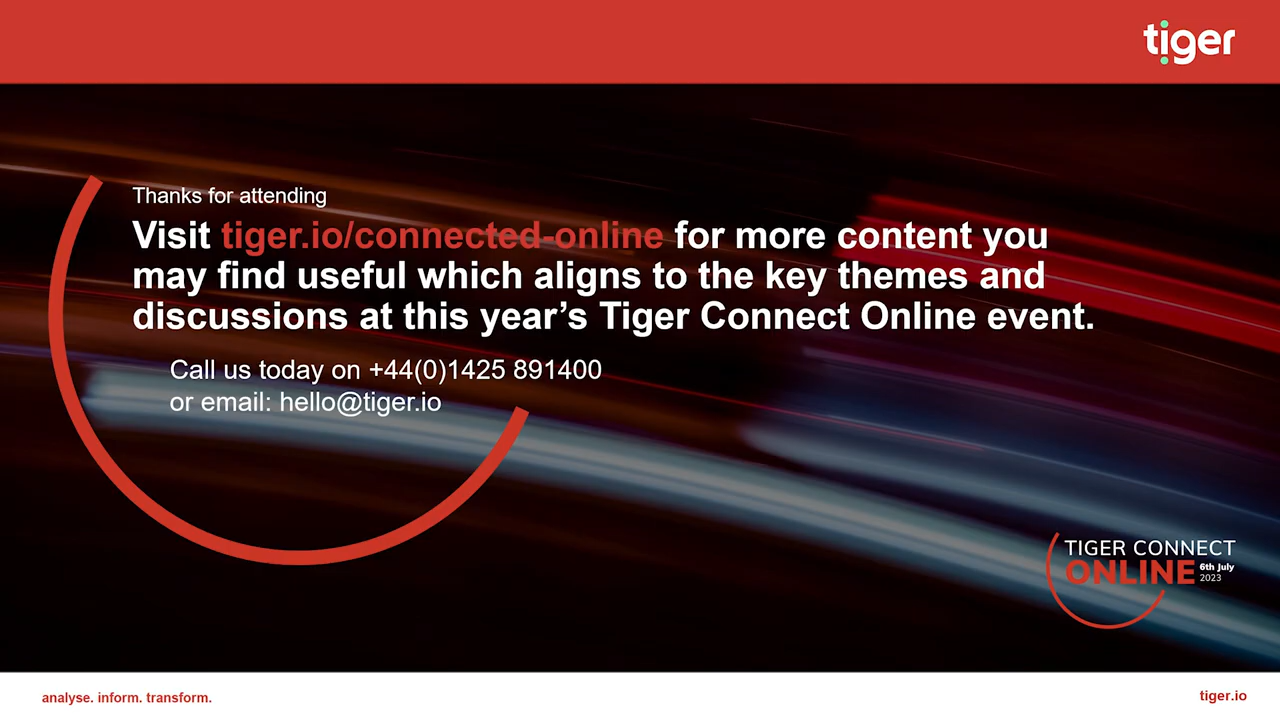 tiger
Thanks for attending
Visit tiger.io/connected-online for more content you
may find useful which aligns to the key themes and
discussions at this year’s Tiger Connect Online event.
Call us today on +44(0)1425 891400
or email: hello@tiger.io
TIGER CONNECT
ONLINE 6th July
2023
analyse. inform. transform.
tiger.io